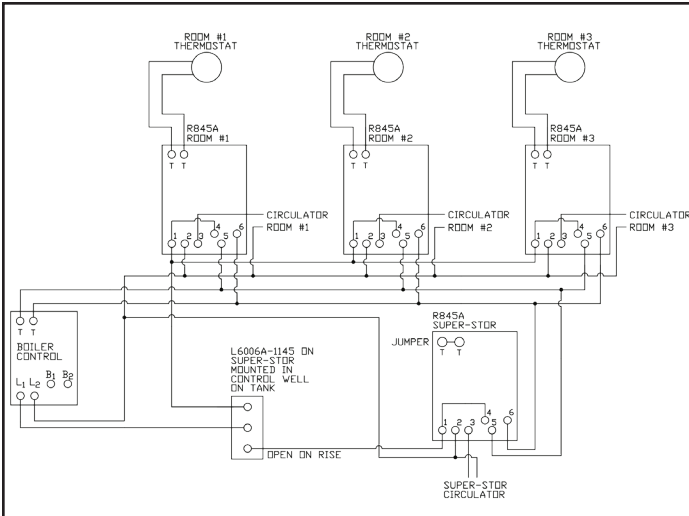 ROOM #1
THERMOSTAT
ROOM #2
THERMOSTAT
ROOM #3
THERMOSTAT
R845A
ROOM #1
R845A
ROOM #2
R845A
ROOM #3
T T
T T
T T
1 2 3 4 5 6
CIRCULATOR
ROOM #1
1 2 3 4 5 6
CIRCULATOR
ROOM #2
1 2 3 4 5 6
CIRCULATOR
ROOM #3
T T
BOILER
CONTROL
L1 L2 B1 B2
L6006A-1145 ON
SUPER-STOR
MOUNTED IN
CONTROL WELL
ON TANK
OPEN ON RISE
R845A
SUPER-STOR
JUMPER
T T
1 2 3 4 5 6
SUPER-STOR
CIRCULATOR